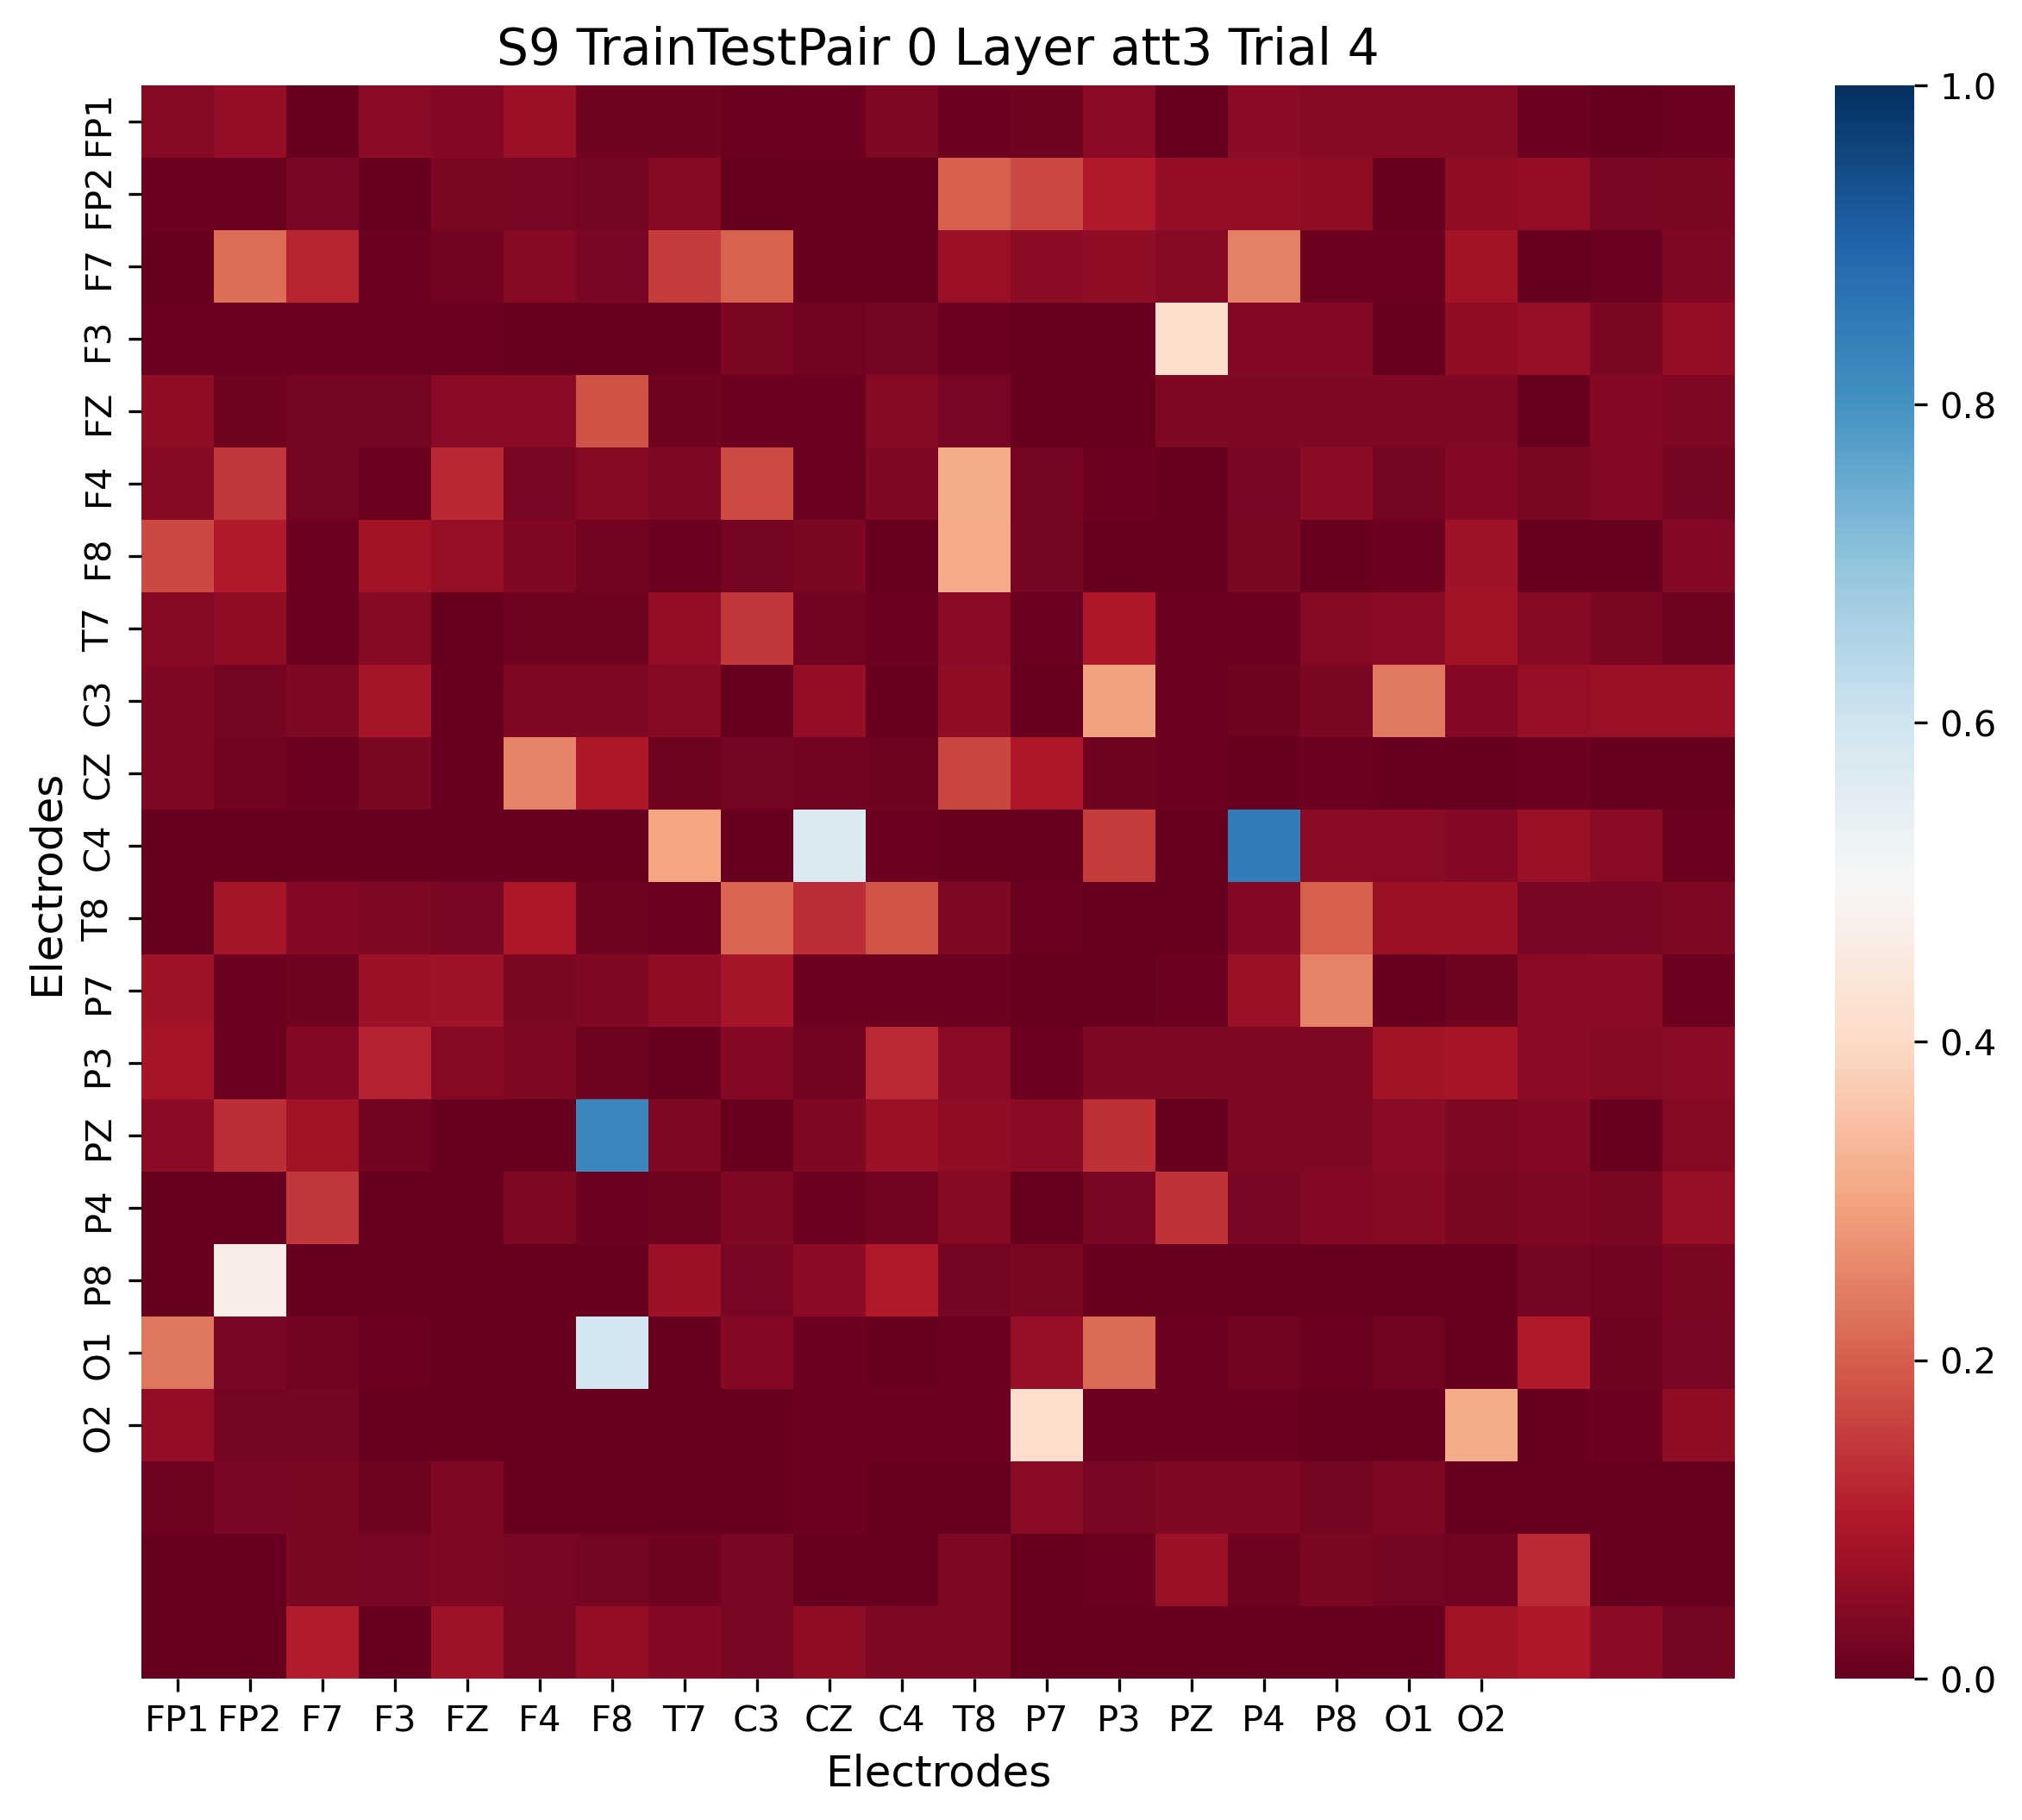 S9 TrainTestPair 0 Layer att3 Trial 4
Electrodes
FP1
FP2
F7
F3
FZ
F4
F8
T7
C3
CZ
C4
T8
P7
P3
PZ
P4
P8
O1
O2
FP1 FP2 F7 F3 FZ F4 F8 T7 C3 CZ C4 T8 P7 P3 PZ P4 P8 O1 O2
Electrodes
1.0
0.8
0.6
0.4
0.2
0.0